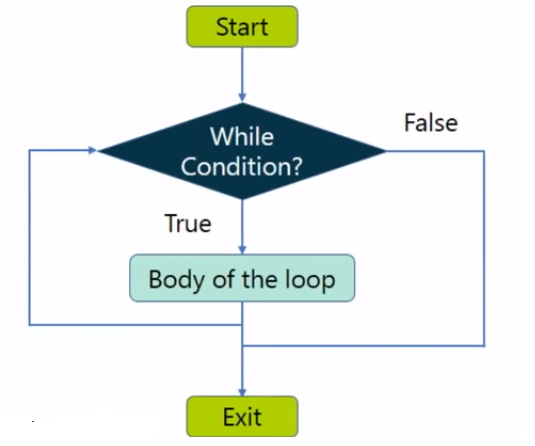 Start
While
Condition?
False
True
Body of the loop
Exit